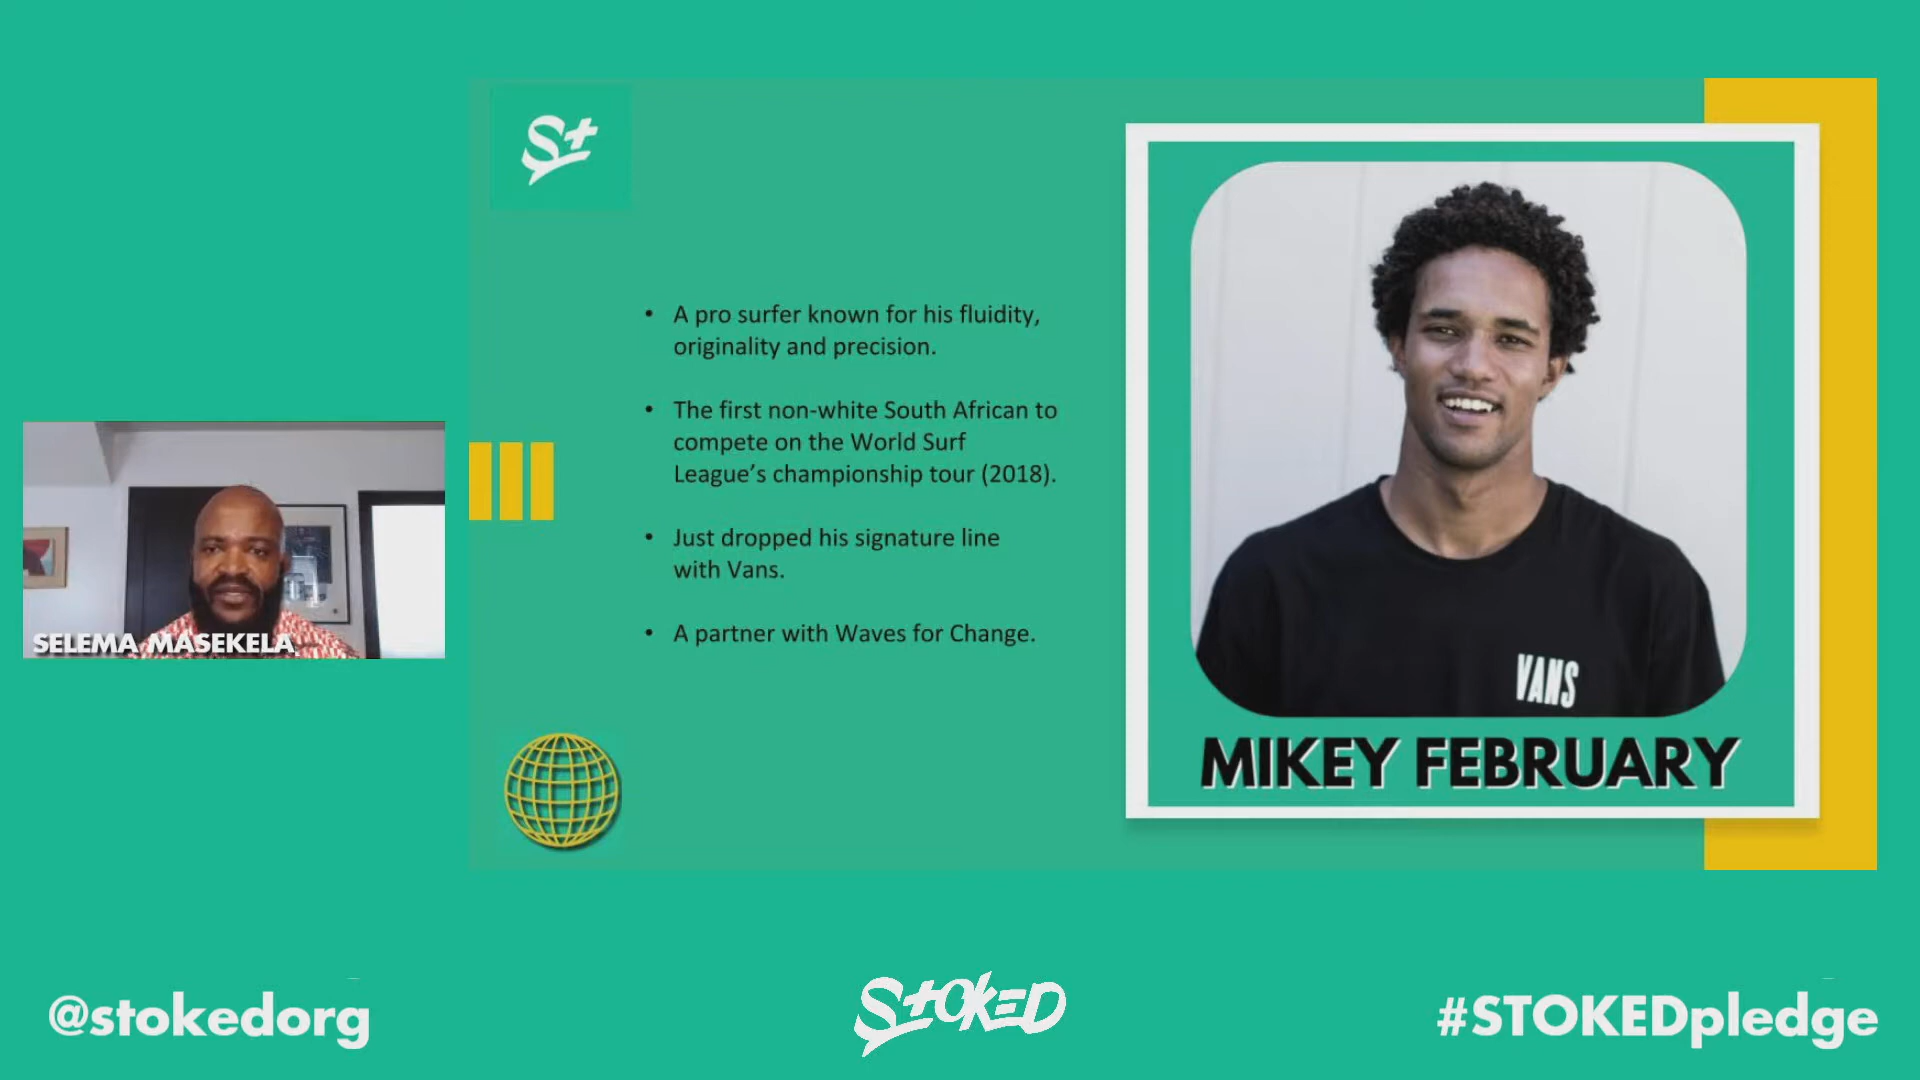 S+
• A pro surfer known for his fluidity,
originality and precision.
• The first non-white South African to
compete on the World Surf
League’s championship tour (2018).
• Just dropped his signature line
with Vans.
• A partner with Waves for Change.
VANS
MIKEY FEBRUARY
SELEMA MASEKELA
@stokedorg
STOKED
#STOKEDpledge